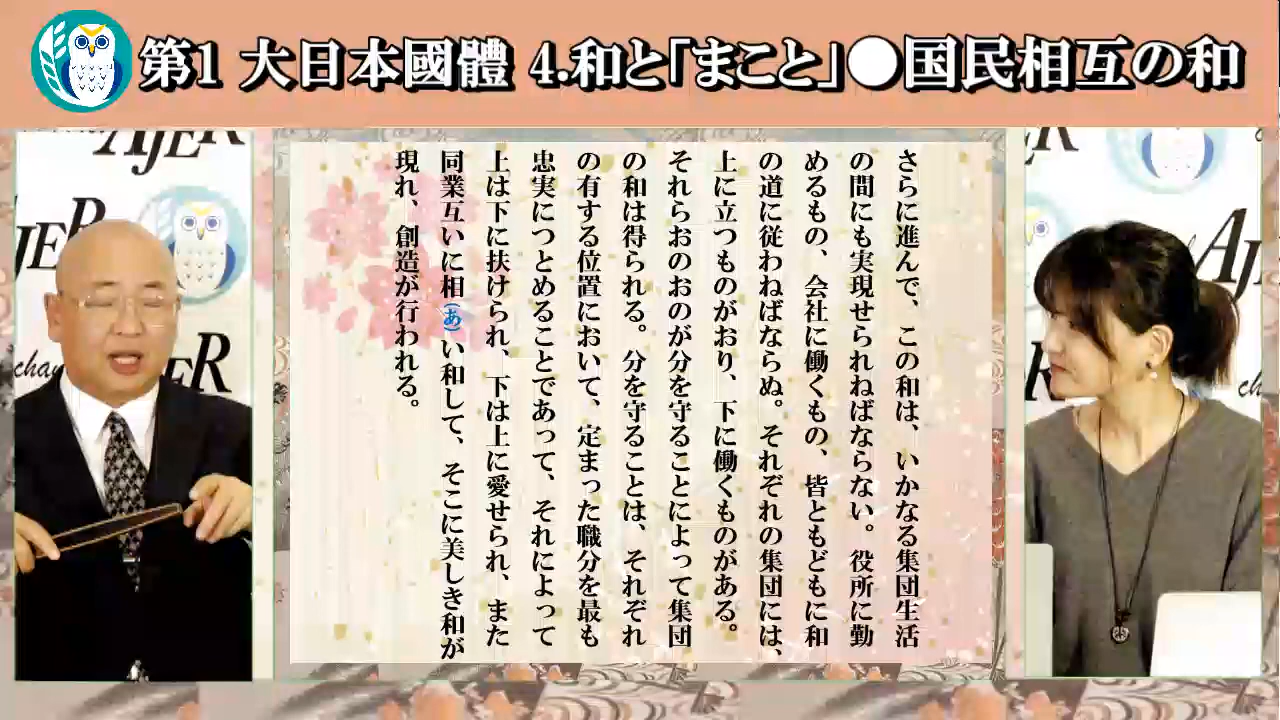 第1 大日本國體 4.和と「まこと」●国民相互の和
さらに進んで、この和は、いかなる集団生活
の間にも実現せられねばならない。役所に勤
めるもの、会社に働くもの、皆ともどもに和
の道に従わねばならぬ。それぞれの集団には、
上に立つものがおり、下に働くものがある。
それらおのおのが分を守ることによって集団
の和は得られる。分を守ることは、それぞれ
の有する位置において、定まった職分を最も
忠実につとめることであって、それによって
上は下に扶けられ、下は上に愛せられ、また
同業互いに相(あ)い和して、そこに美しき和が
現れ、創造が行われる。
AJER
JER
ER
chan
AJ
ch